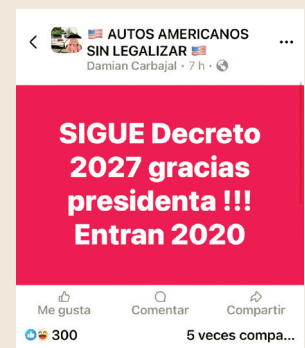 🇺🇸 AUTOS AMERICANOS
SIN LEGALIZAR 🇺🇸
Damian Carbajal · 7 h ·
SIGUE Decreto
2027 gracias
presidenta !!!
Entran 2020
Me gusta
Comentar
Compartir
300
5 veces compa...